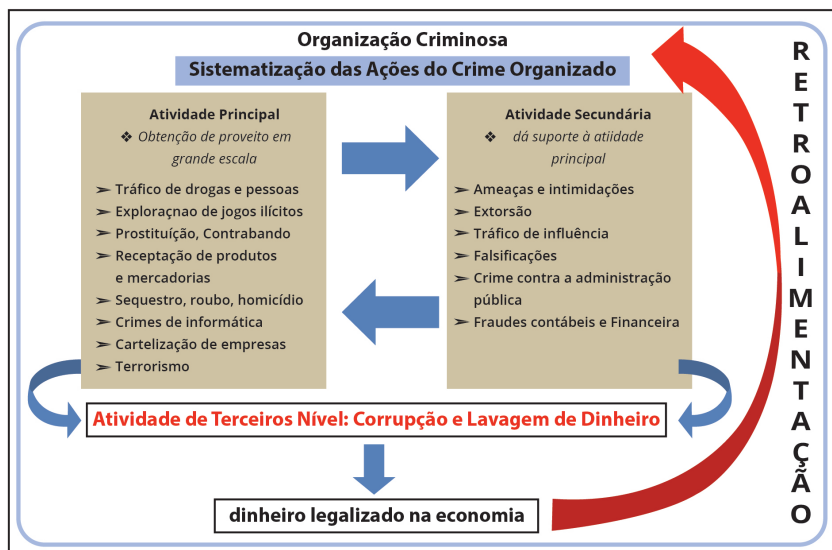 Organização Criminosa
Sistematização das Ações do Crime Organizado
Atividade Principal
❖ Obtenção de proveito em
grande escala
➢ Tráfico de drogas e pessoas
➢ Exploraçnao de jogos ilícitos
➢ Prostituíção, Contrabando
➢ Receptação de produtos
e mercadorias
➢ Sequestro, roubo, homicídio
➢ Crimes de informática
➢ Cartelização de empresas
➢ Terrorismo
Atividade Secundária
❖ dá suporte à atiidade
principal
➢ Ameaças e intimidações
➢ Extorsão
➢ Tráfico de influência
➢ Falsificações
➢ Crime contra a administração
pública
➢ Fraudes contábeis e Financeira
Atividade de Terceiros Nível: Corrupção e Lavagem de Dinheiro
dinheiro legalizado na economia
RETROALIMENTAÇÃO